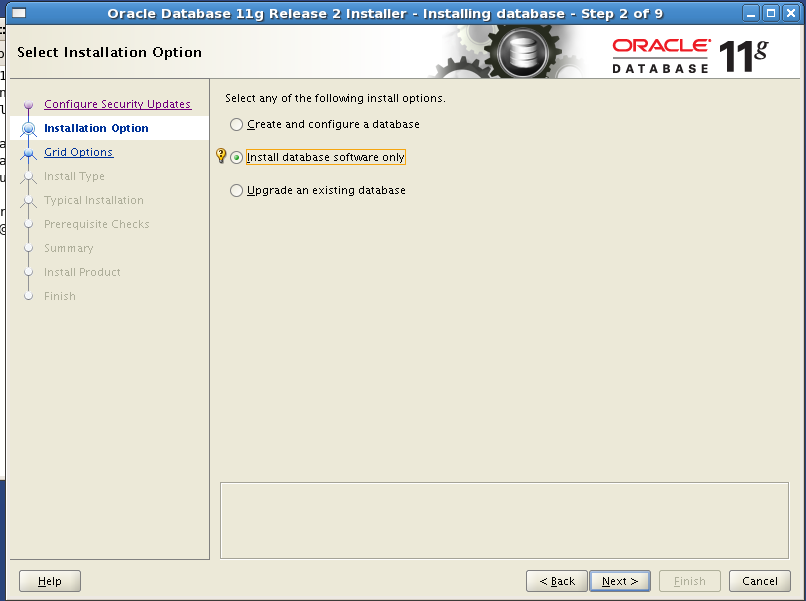 Oracle Database 11g Release 2 Installer - Installing database - Step 2 of 9
Select Installation Option
ORACLE
DATABASE
11g
Configure Security Updates
Installation Option
Grid Options
Install Type
Typical Installation
Prerequisite Checks
Summary
Install Product
Finish
Select any of the following install options.
Create and configure a database
Install database software only
Upgrade an existing database
Help
< Back
Next >
Finish
Cancel